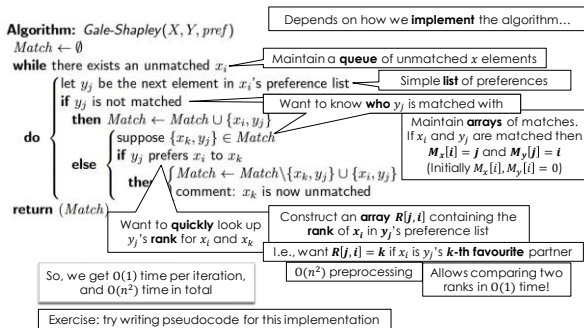 Depends on how we implement the algorithm...
Algorithm: Gale-Shapley(X, Y, pref)
Match ← ∅
while there exists an unmatched x_i
Maintain a queue of unmatched x elements
let y_j be the next element in x_i's preference list
Simple list of preferences
if y_j is not matched
Want to know who y_j is matched with
then Match ← Match ∪ {x_i, y_j}
do
suppose {x_k, y_j} ∈ Match
else
if y_j prefers x_i to x_k
then
Match ← Match\{x_k, y_j} ∪ {x_i, y_j}
comment: x_k is now unmatched
Maintain arrays of matches.
If x_i and y_j are matched then
M_x[i] = j and M_y[j] = i
(Initially M_x[i], M_y[i] = 0)
return (Match)
Want to quickly look up
y_j's rank for x_i and x_k
Construct an array R[j, i] containing the
rank of x_i in y_j's preference list
I.e., want R[j, i] = k if x_i is y_j's k-th favourite partner
O(n²) preprocessing
Allows comparing two
ranks in O(1) time!
So, we get O(1) time per iteration,
and O(n²) time in total
Exercise: try writing pseudocode for this implementation